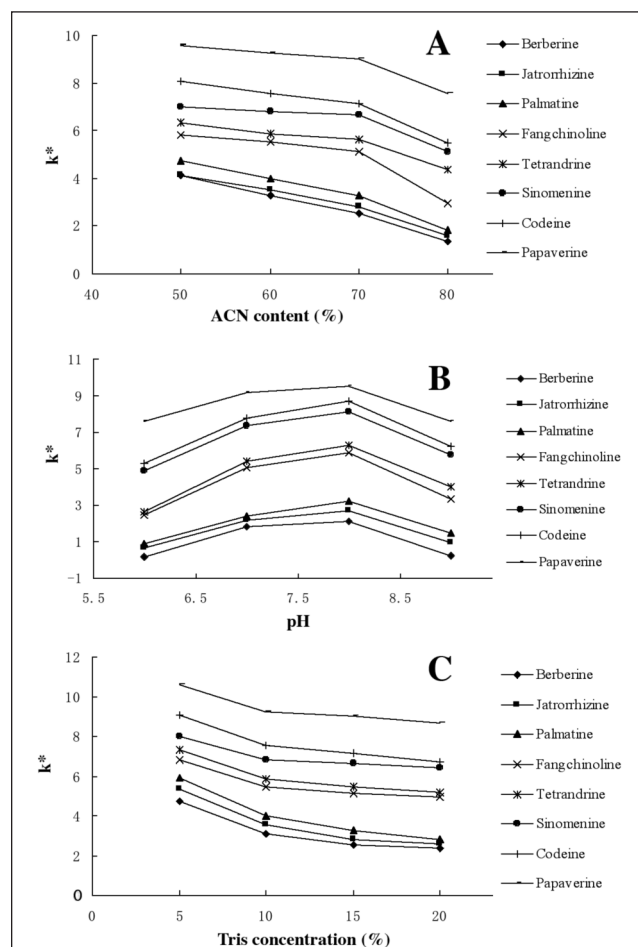 A
10
8
6
4
2
0
k*
40
50
60
70
80
ACN content (%)
Berberine
Jatrorrhizine
Palmatine
Fangchinoline
Tetrandrine
Sinomenine
Codeine
Papaverine
B
11
9
7
5
3
1
-1
k*
5.5
6.5
7.5
8.5
pH
Berberine
Jatrorrhizine
Palmatine
Fangchinoline
Tetrandrine
Sinomenine
Codeine
Papaverine
C
12
10
8
6
4
2
0
k*
0
5
10
15
20
Tris concentration (%)
Berberine
Jatrorrhizine
Palmatine
Fangchinoline
Tetrandrine
Sinomenine
Codeine
Papaverine